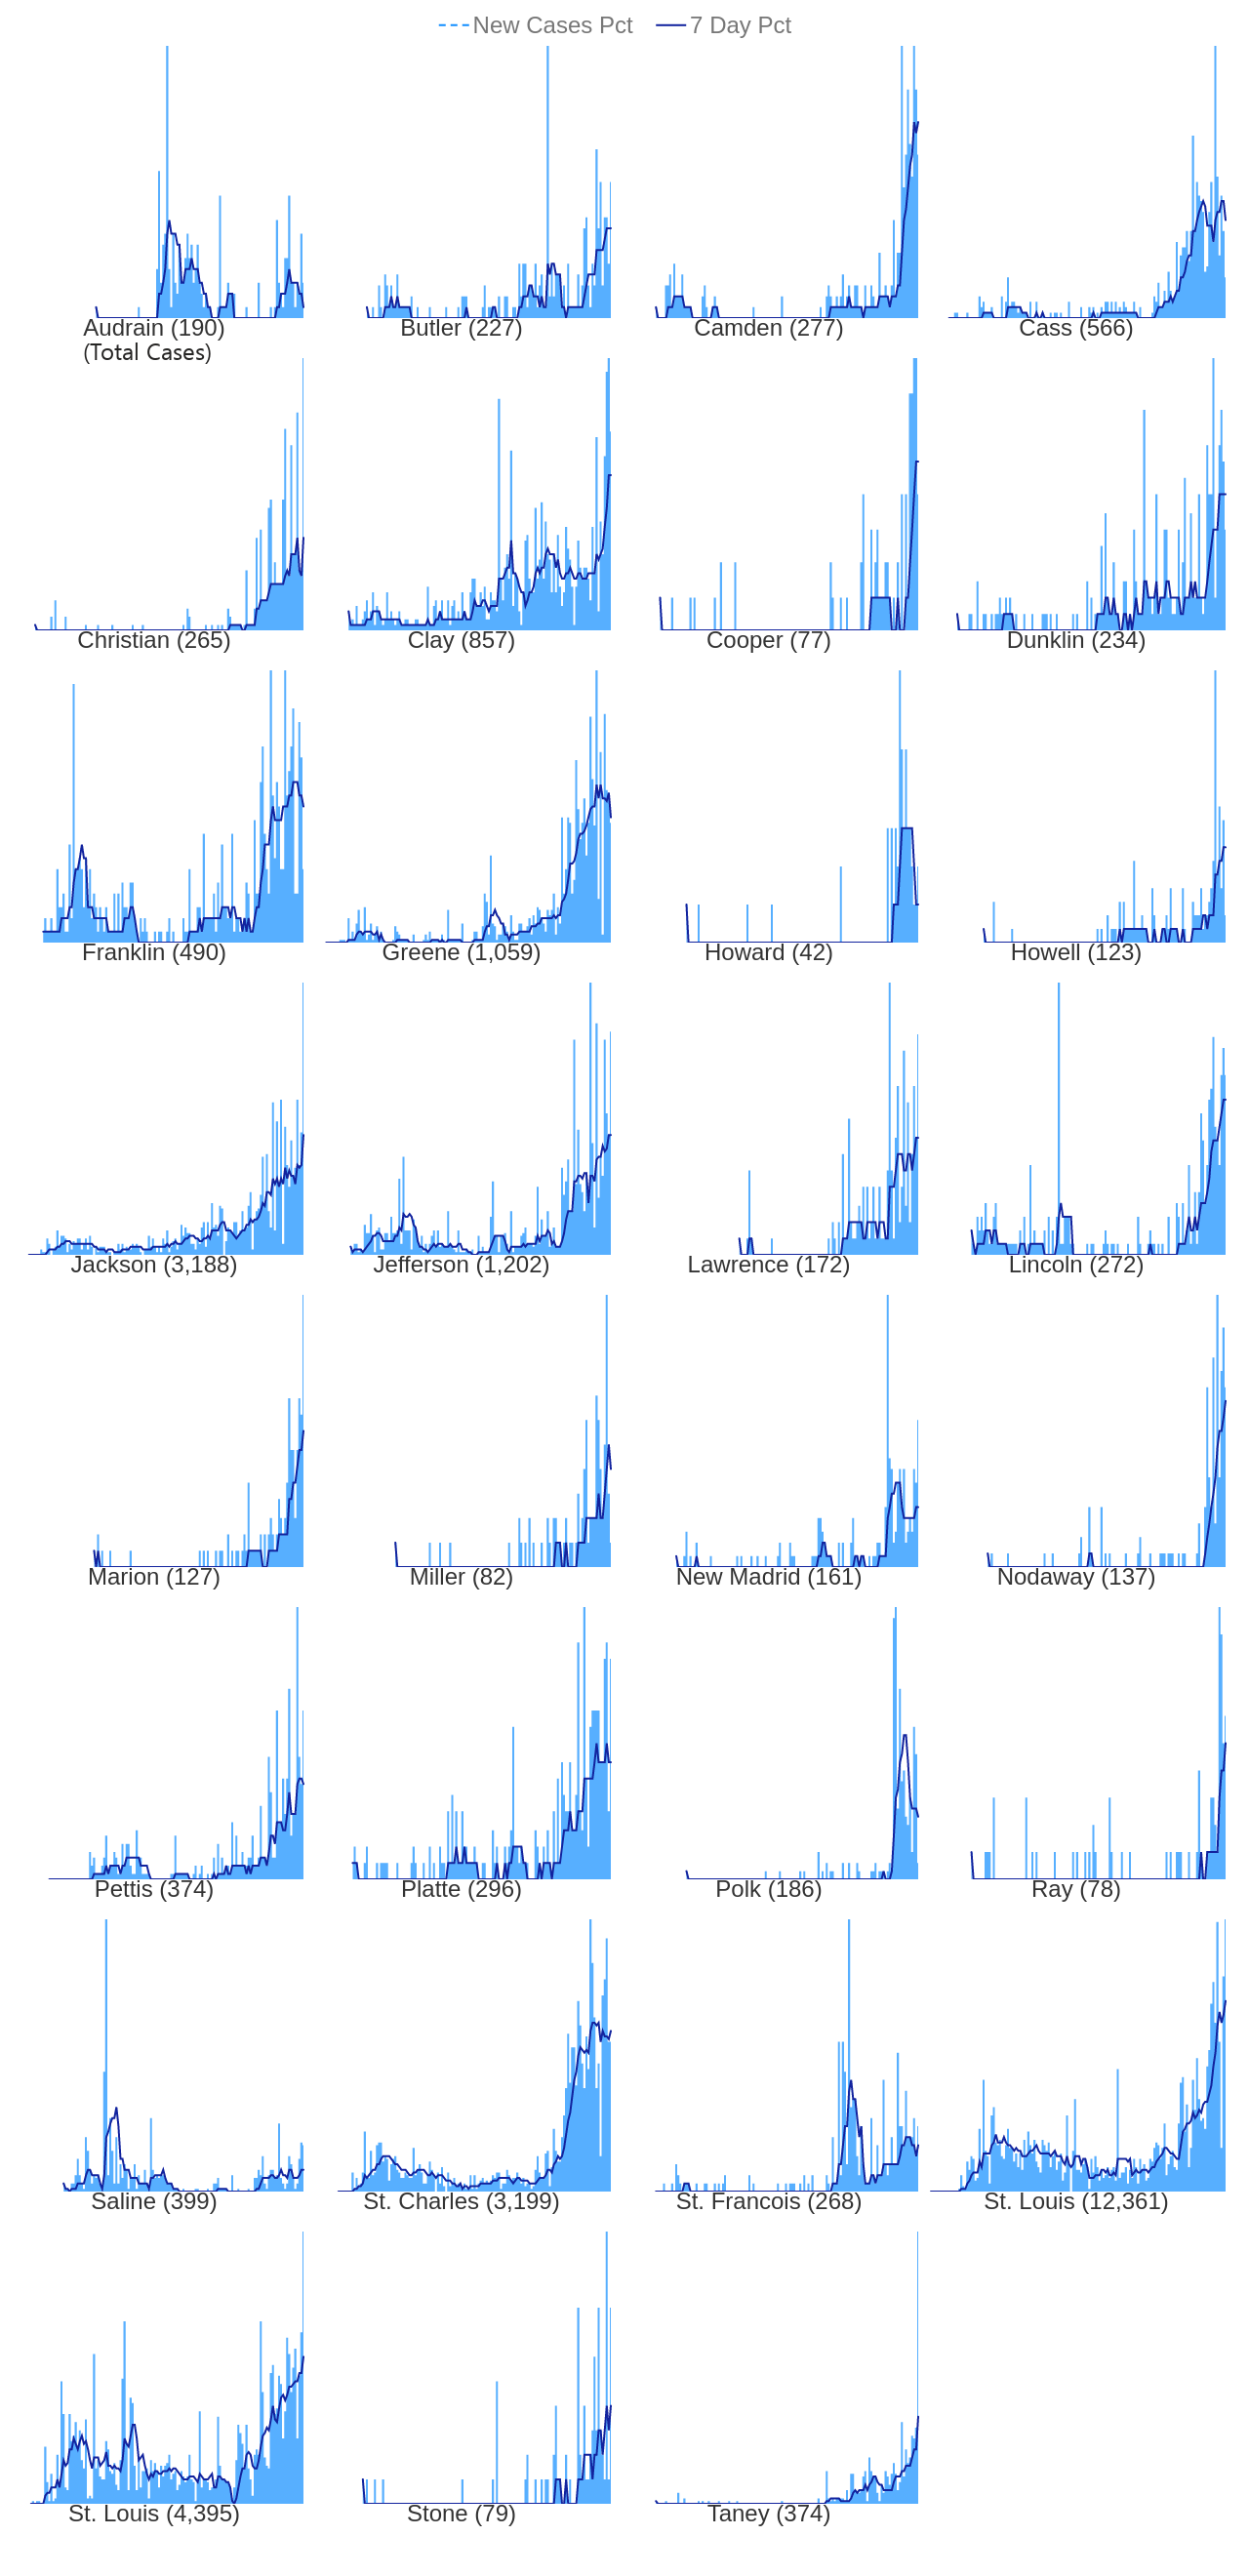 New Cases Pct 7 Day Pct
Audrain (190) Butler (227) Camden (277) Cass (566)
(Total Cases)
Christian (265) Clay (857) Cooper (77) Dunklin (234)
Franklin (490) Greene (1,059) Howard (42) Howell (123)
Jackson (3,188) Jefferson (1,202) Lawrence (172) Lincoln (272)
Marion (127) Miller (82) New Madrid (161) Nodaway (137)
Pettis (374) Platte (296) Polk (186) Ray (78)
Saline (399) St. Charles (3,199) St. Francois (268) St. Louis (12,361)
St. Louis (4,395) Stone (79) Taney (374)